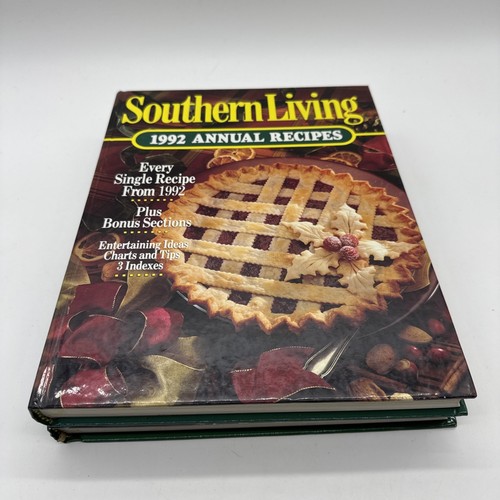 Southern Living
1992 ANNUAL RECIPES
Every
Single Recipe
From 1992
Plus
Bonus Sections
Entertaining Ideas
Charts and Tips
3 Indexes